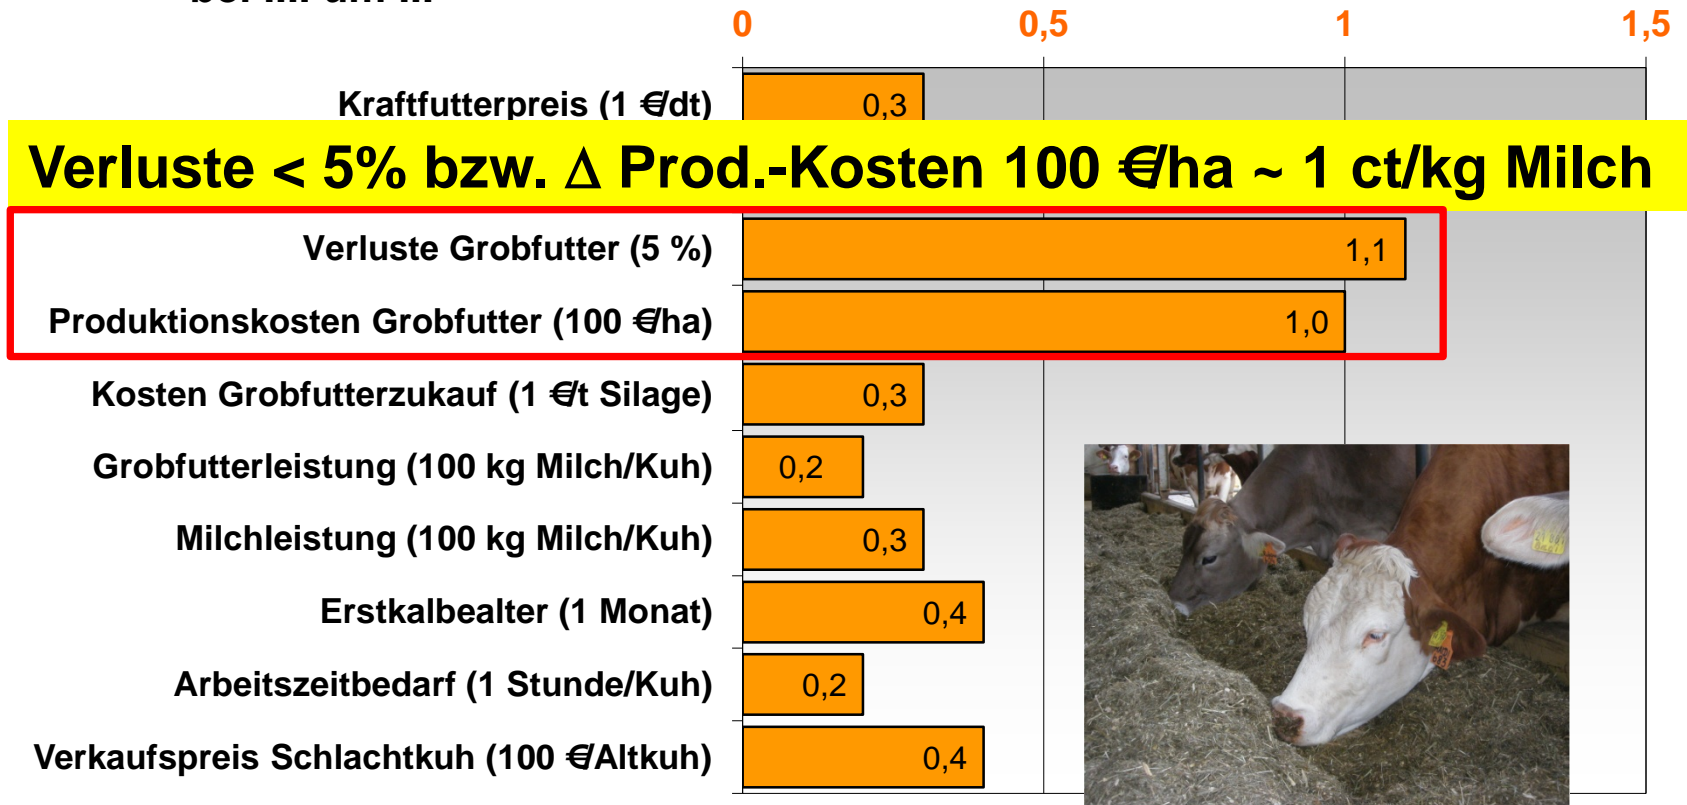 0 0,5 1 1,5
Kraftfutterpreis (1 €/dt) 0,3
Verluste < 5% bzw. Δ Prod.-Kosten 100 €/ha ~ 1 ct/kg Milch
Verluste Grobfutter (5 %) 1,1
Produktionskosten Grobfutter (100 €/ha) 1,0
Kosten Grobfutterzukauf (1 €/t Silage) 0,3
Grobfutterleistung (100 kg Milch/Kuh) 0,2
Milchleistung (100 kg Milch/Kuh) 0,3
Erstkalbealter (1 Monat) 0,4
Arbeitszeitbedarf (1 Stunde/Kuh) 0,2
Verkaufspreis Schlachtkuh (100 €/Altkuh) 0,4